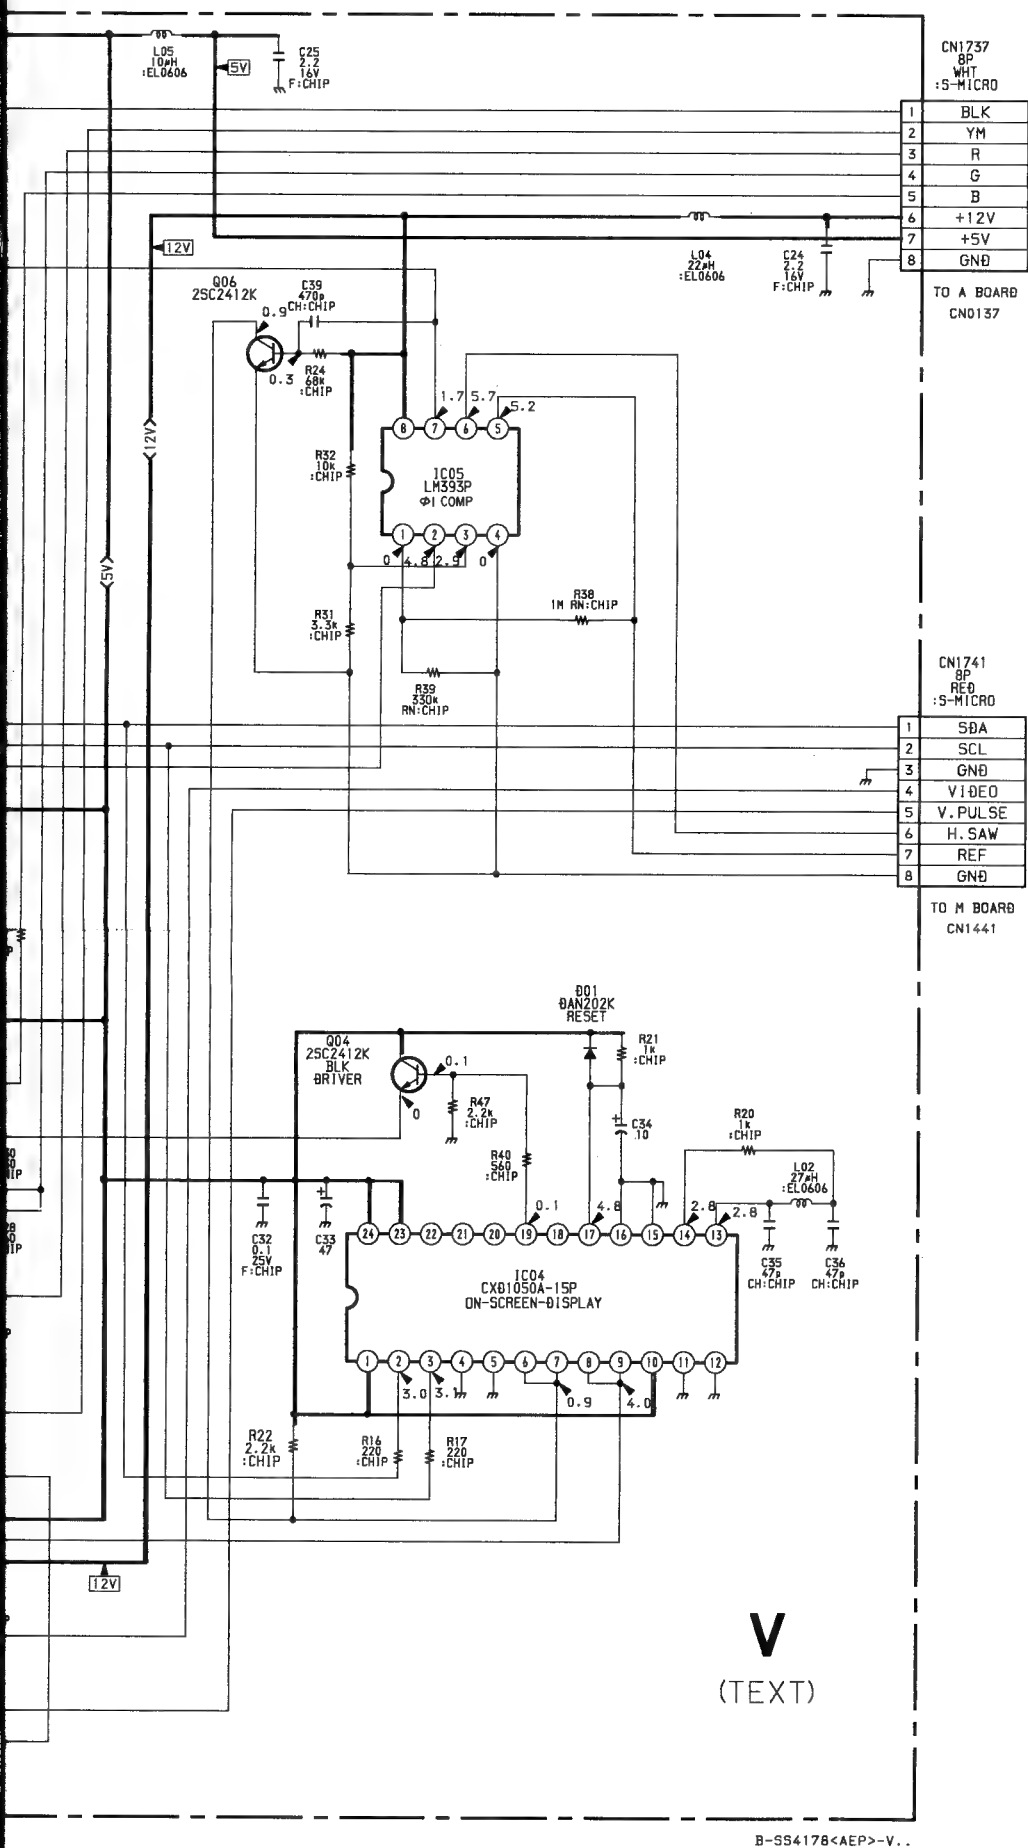 L05
10μH
:EL0606
5V
C25
2.2
16V
F:CHIP
CN1737
8P
WHT
:S-MICRO
1 BLK
2 YM
3 R
4 G
5 B
6 +12V
7 +5V
8 GND
TO A BOARD
CN0137
12V
L04
22μH
:EL0606
C24
2.2
16V
F:CHIP
Q06
2SC2412K
C39
470p
CH:CHIP
0.9
0.3
R24
68k
:CHIP
1.7 5.7
5.2
12V
R32
10k
:CHIP
8 7 6 5
IC05
LM393P
ΦI COMP
1 2 3 4
0 4.8 2.9 0
5V
R31
3.3k
:CHIP
R38
1M RN:CHIP
R39
330k
RN:CHIP
CN1741
8P
RED
:S-MICRO
1 SDA
2 SCL
3 GND
4 VIDEO
5 V.PULSE
6 H.SAW
7 REF
8 GND
TO M BOARD
CN1441
D01
DAN202K
RESET
Q04
2SC2412K
BLK
DRIVER
0.1
0
R21
1k
:CHIP
R47
2.2k
:CHIP
C34
10
R20
1k
:CHIP
R40
560
:CHIP
L02
27μH
:EL0606
0.1
4.8
2.8
2.8
C32
0.1
25V
F:CHIP
C33
47
24 23 22 21 20 19 18 17 16 15 14 13
C35
47p
CH:CHIP
C36
47p
CH:CHIP
IC04
CXD1050A-15P
ON-SCREEN-DISPLAY
1 2 3 4 5 6 7 8 9 10 11 12
3.0
3.1
0.9
4.0
R22
2.2k
:CHIP
R16
220
:CHIP
R17
220
:CHIP
12V
V
(TEXT)
B-SS4178<AEP>-V..